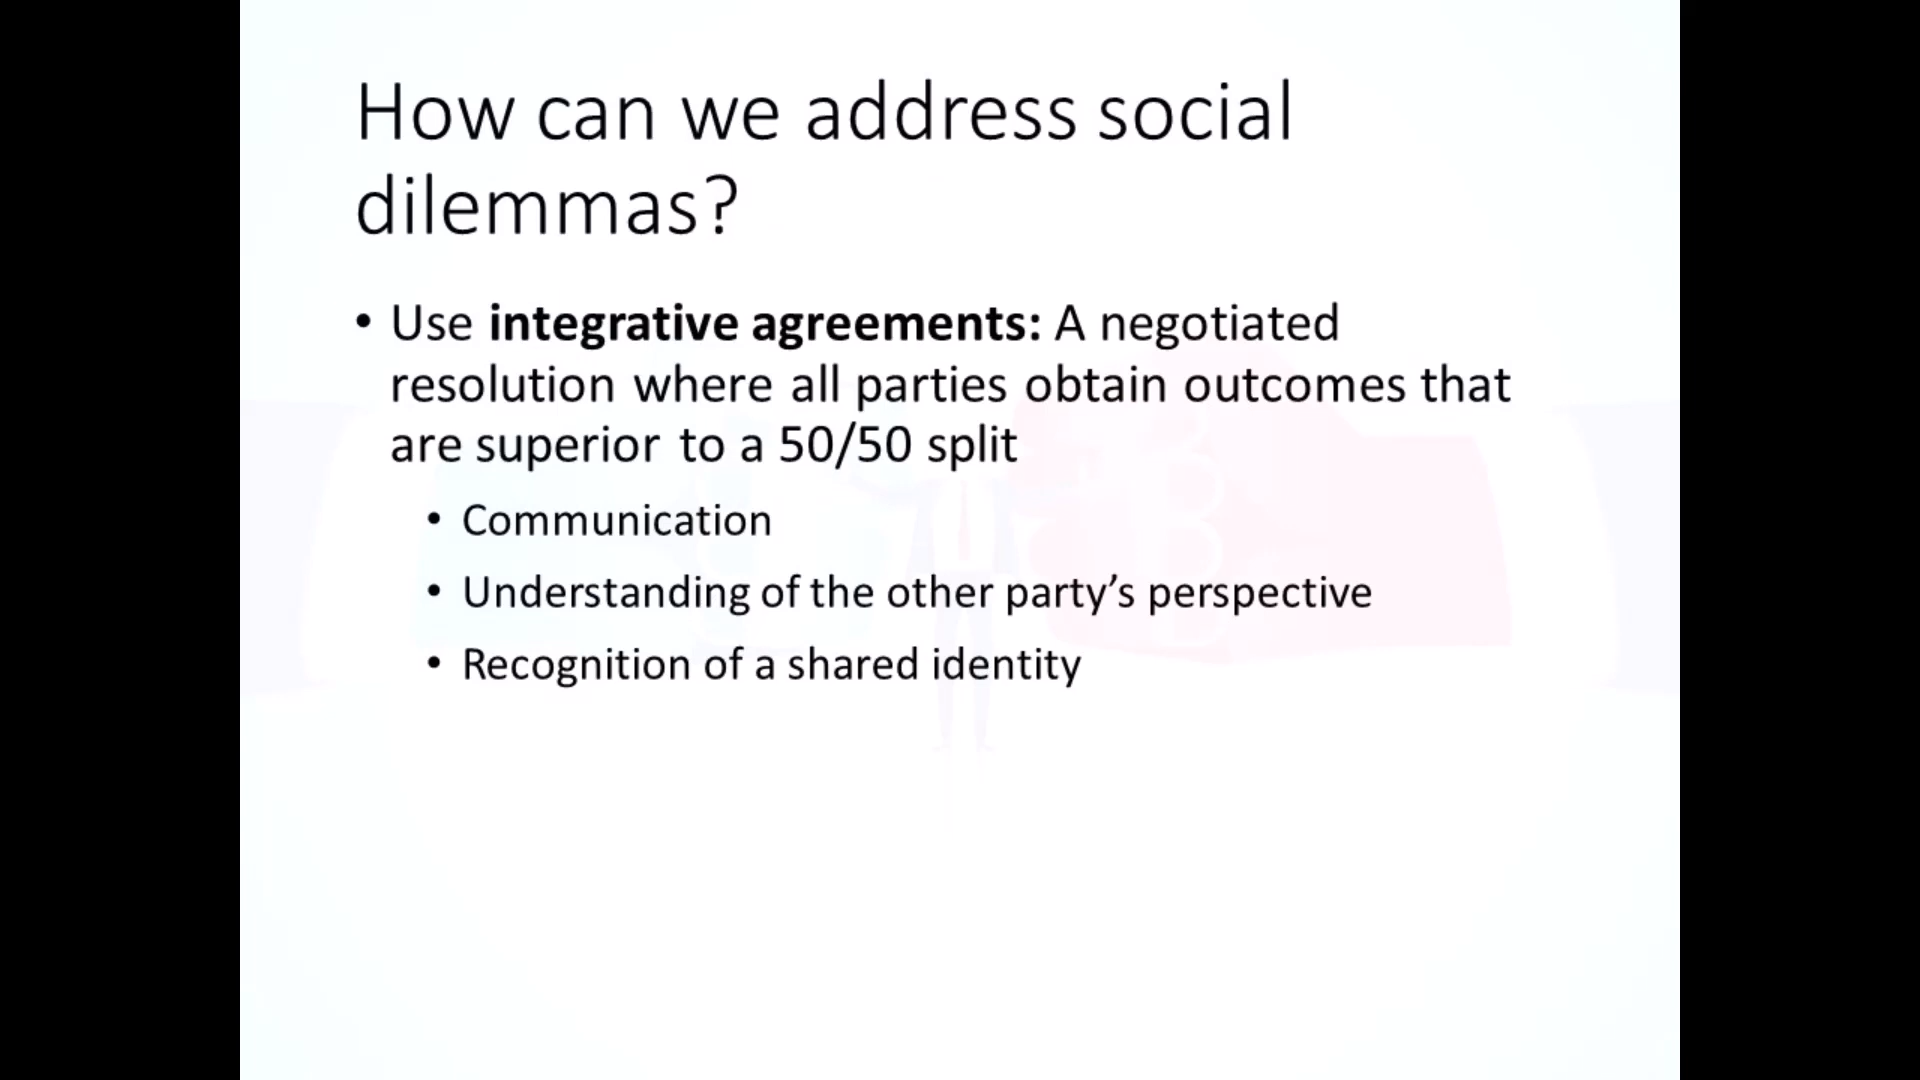 How can we address social
dilemmas?
• Use integrative agreements: A negotiated
resolution where all parties obtain outcomes that
are superior to a 50/50 split
• Communication
• Understanding of the other party’s perspective
• Recognition of a shared identity